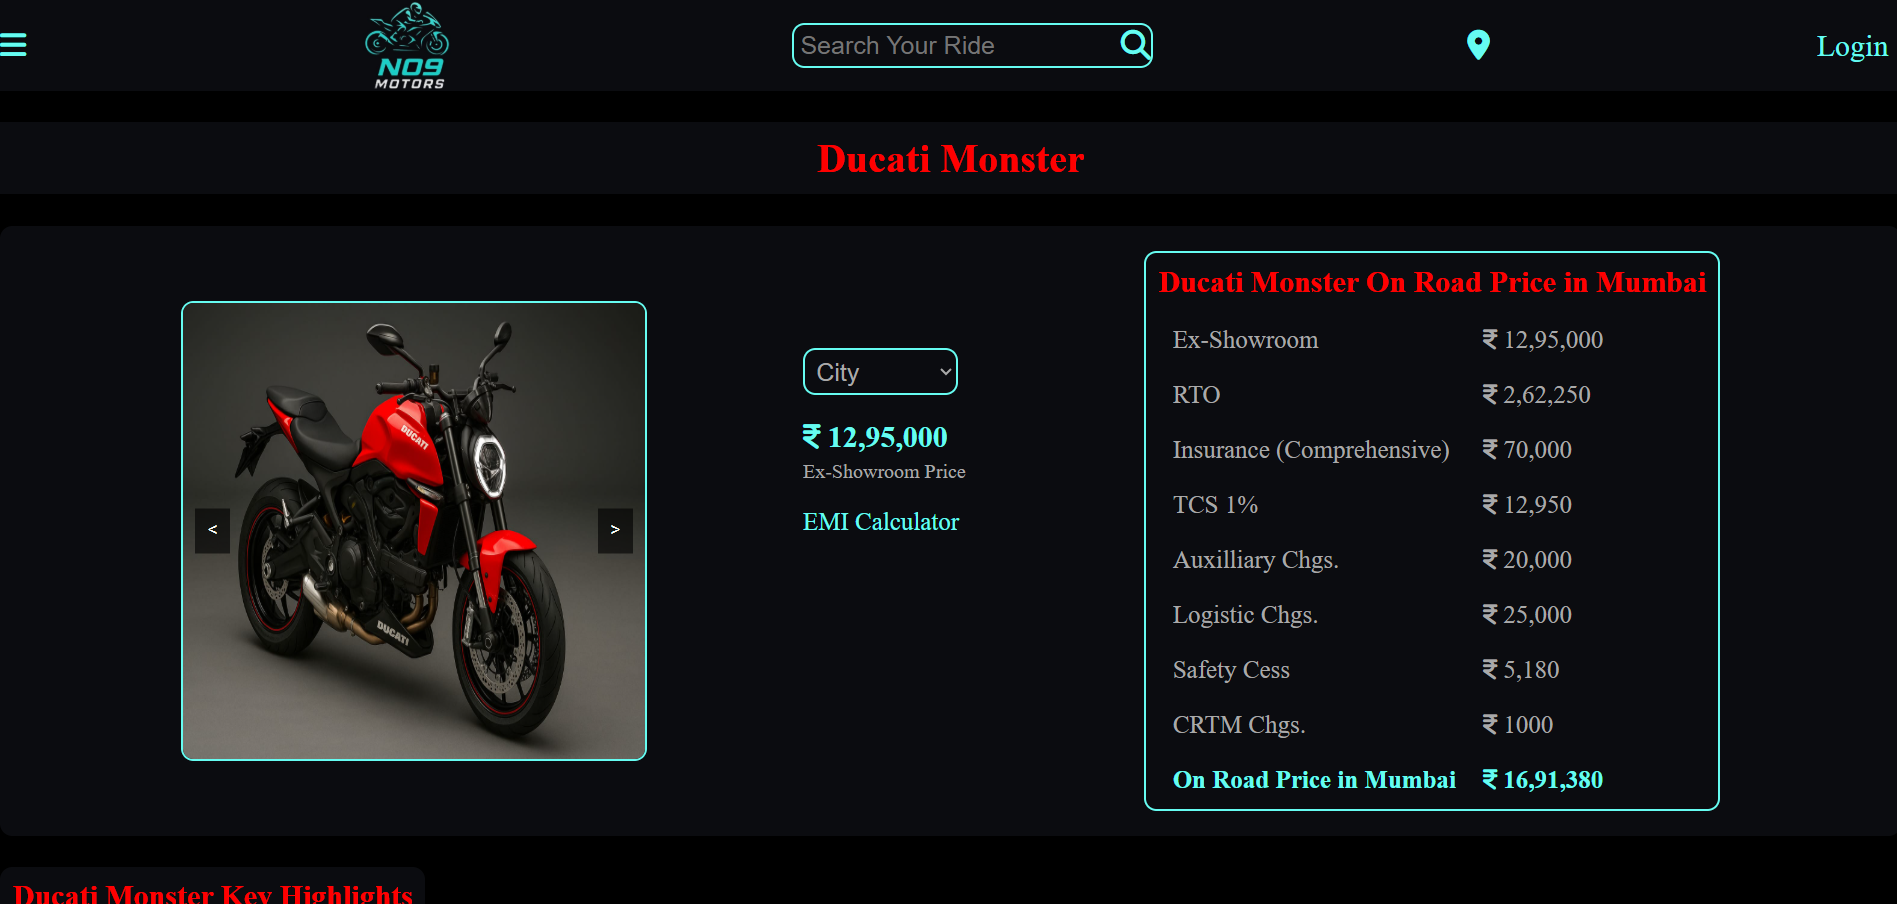 NO9
MOTORS
Search Your Ride
Login
Ducati Monster
DUCATI
DUCATI
<
>
City
₹ 12,95,000
Ex-Showroom Price
EMI Calculator
Ducati Monster On Road Price in Mumbai
Ex-Showroom ₹ 12,95,000
RTO ₹ 2,62,250
Insurance (Comprehensive) ₹ 70,000
TCS 1% ₹ 12,950
Auxilliary Chgs. ₹ 20,000
Logistic Chgs. ₹ 25,000
Safety Cess ₹ 5,180
CRTM Chgs. ₹ 1000
On Road Price in Mumbai ₹ 16,91,380
Ducati Monster Key Highlights